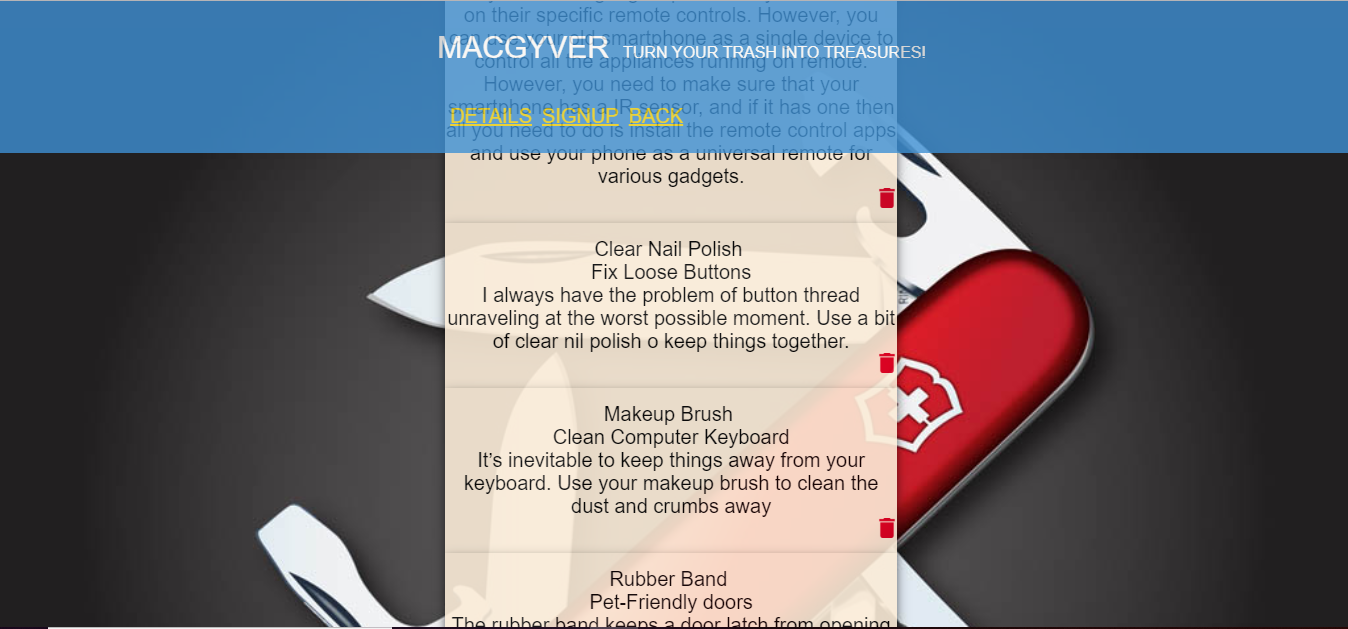 on their specific remote controls. However, you
can use your old smartphone as a single device to
MACGYVER TURN YOUR TRASH INTO TREASURES!
control all the appliances running on remote.
However, you need to make sure that your
smartphone has a IR sensor, and if it has one then
DETAILS SIGNUP BACK
all you need to do is install the remote control apps
and use your phone as a universal remote for
various gadgets.
Clear Nail Polish
Fix Loose Buttons
I always have the problem of button thread
unraveling at the worst possible moment. Use a bit
of clear nil polish o keep things together.
Makeup Brush
Clean Computer Keyboard
It's inevitable to keep things away from your
keyboard. Use your makeup brush to clean the
dust and crumbs away
Rubber Band
Pet-Friendly doors
The rubber band keeps a door latch from opening